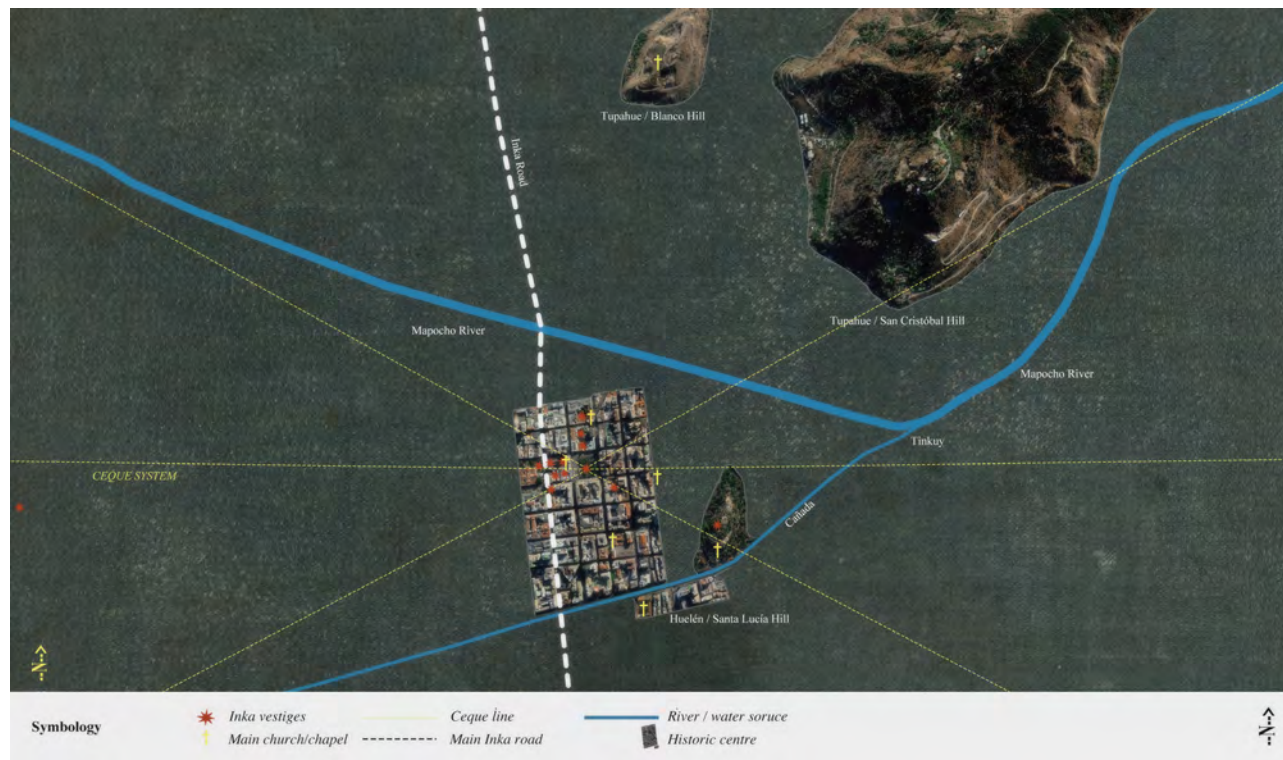 Tupahue / Blanco Hill
Inka Road
Tupahue / San Cristóbal Hill
Mapocho River
Mapocho River
Tinkuy
CEQUE SYSTEM
Cañada
Huelén / Santa Lucía Hill
N
Symbology
Inka vestiges
Ceque line
River / water soruce
Main church/chapel
Main Inka road
Historic centre
N